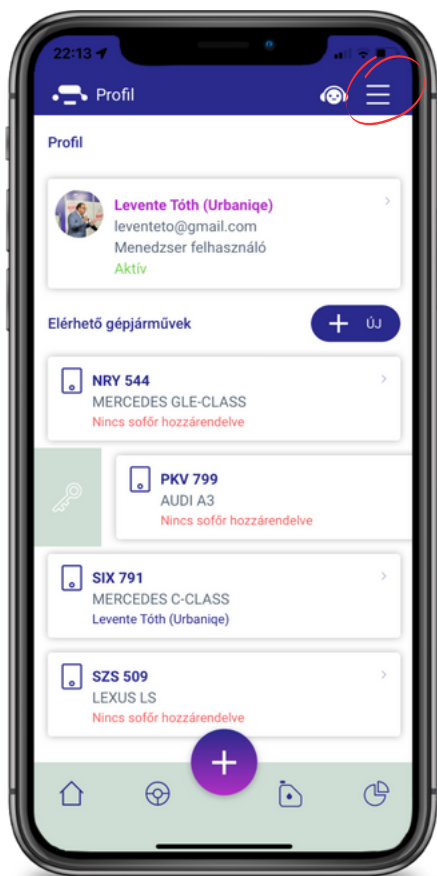 22:13
Profil
Profil
Levente Tóth (Urbaniqe)
leventeto@gmail.com
Menedzser felhasználó
Aktív
Elérhető gépjárművek
+ ÚJ
NRY 544
MERCEDES GLE-CLASS
Nincs sofőr hozzárendelve
PKV 799
AUDI A3
Nincs sofőr hozzárendelve
SIX 791
MERCEDES C-CLASS
Levente Tóth (Urbaniqe)
SZS 509
LEXUS LS
Nincs sofőr hozzárendelve
+